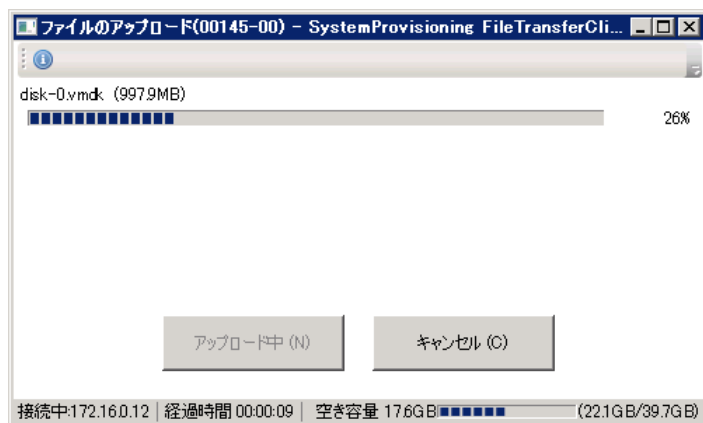 ファイルのアップロード(00145-00) - SystemProvisioning FileTransferCli...
disk-0.vmdk (997.9MB)
26%
アップロード中 (N)
キャンセル (C)
接続中:172.16.0.12 経過時間 00:00:09 空き容量 17.6GB (22.1GB/39.7GB)